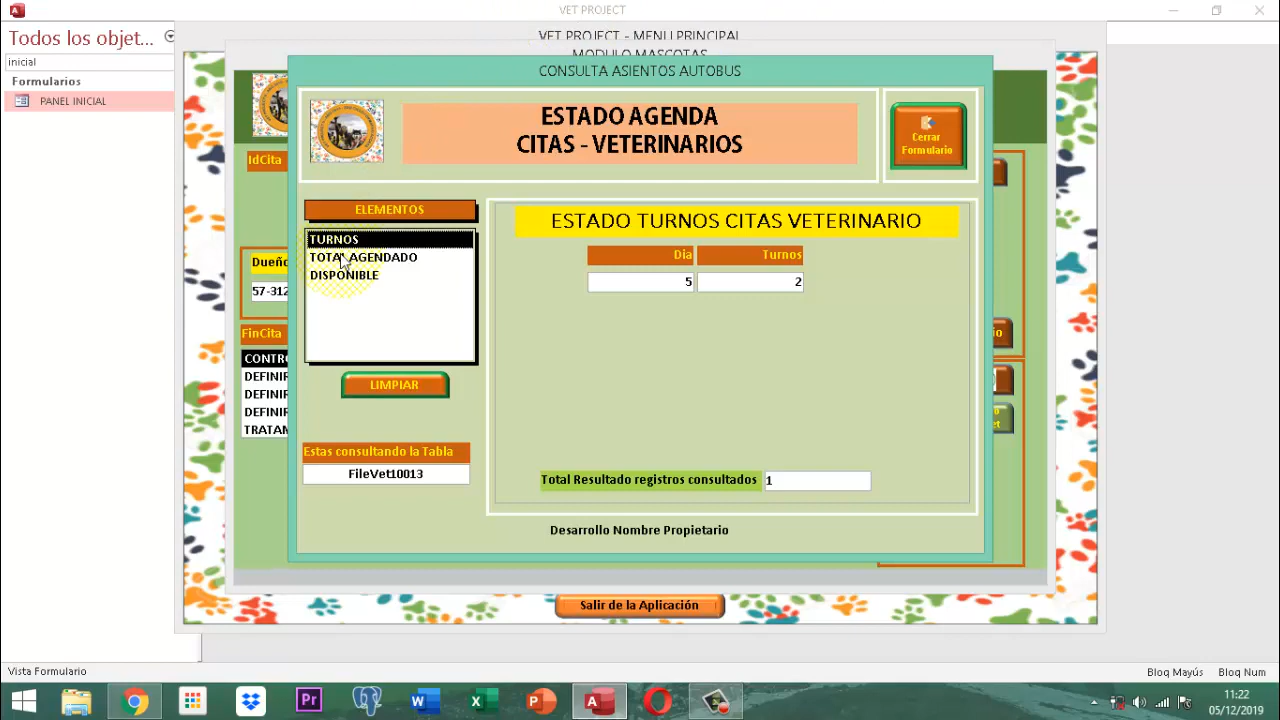 VET PROJECT
Todos los objet...
inicial
Formularios
PANEL INICIAL
VET PROJECT - MENU PRINCIPAL
MODULO MASCOTAS
CONSULTA ASIENTOS AUTOBUS
ESTADO AGENDA
CITAS - VETERINARIOS
Cerrar
Formulario
IdCita
Dueño
57-312
FinCita
CONTRO
DEFINIR
DEFINIR
DEFINIR
TRATAM
ELEMENTOS
TURNOS
TOTAL AGENDADO
DISPONIBLE
LIMPIAR
Estas consultando la Tabla
FileVet10013
ESTADO TURNOS CITAS VETERINARIO
Dia Turnos
5 2
Total Resultado registros consultados 1
Desarrollo Nombre Propietario
Salir de la Aplicación
Vista Formulario
Bloq Mayús Bloq Num
11:22
05/12/2019